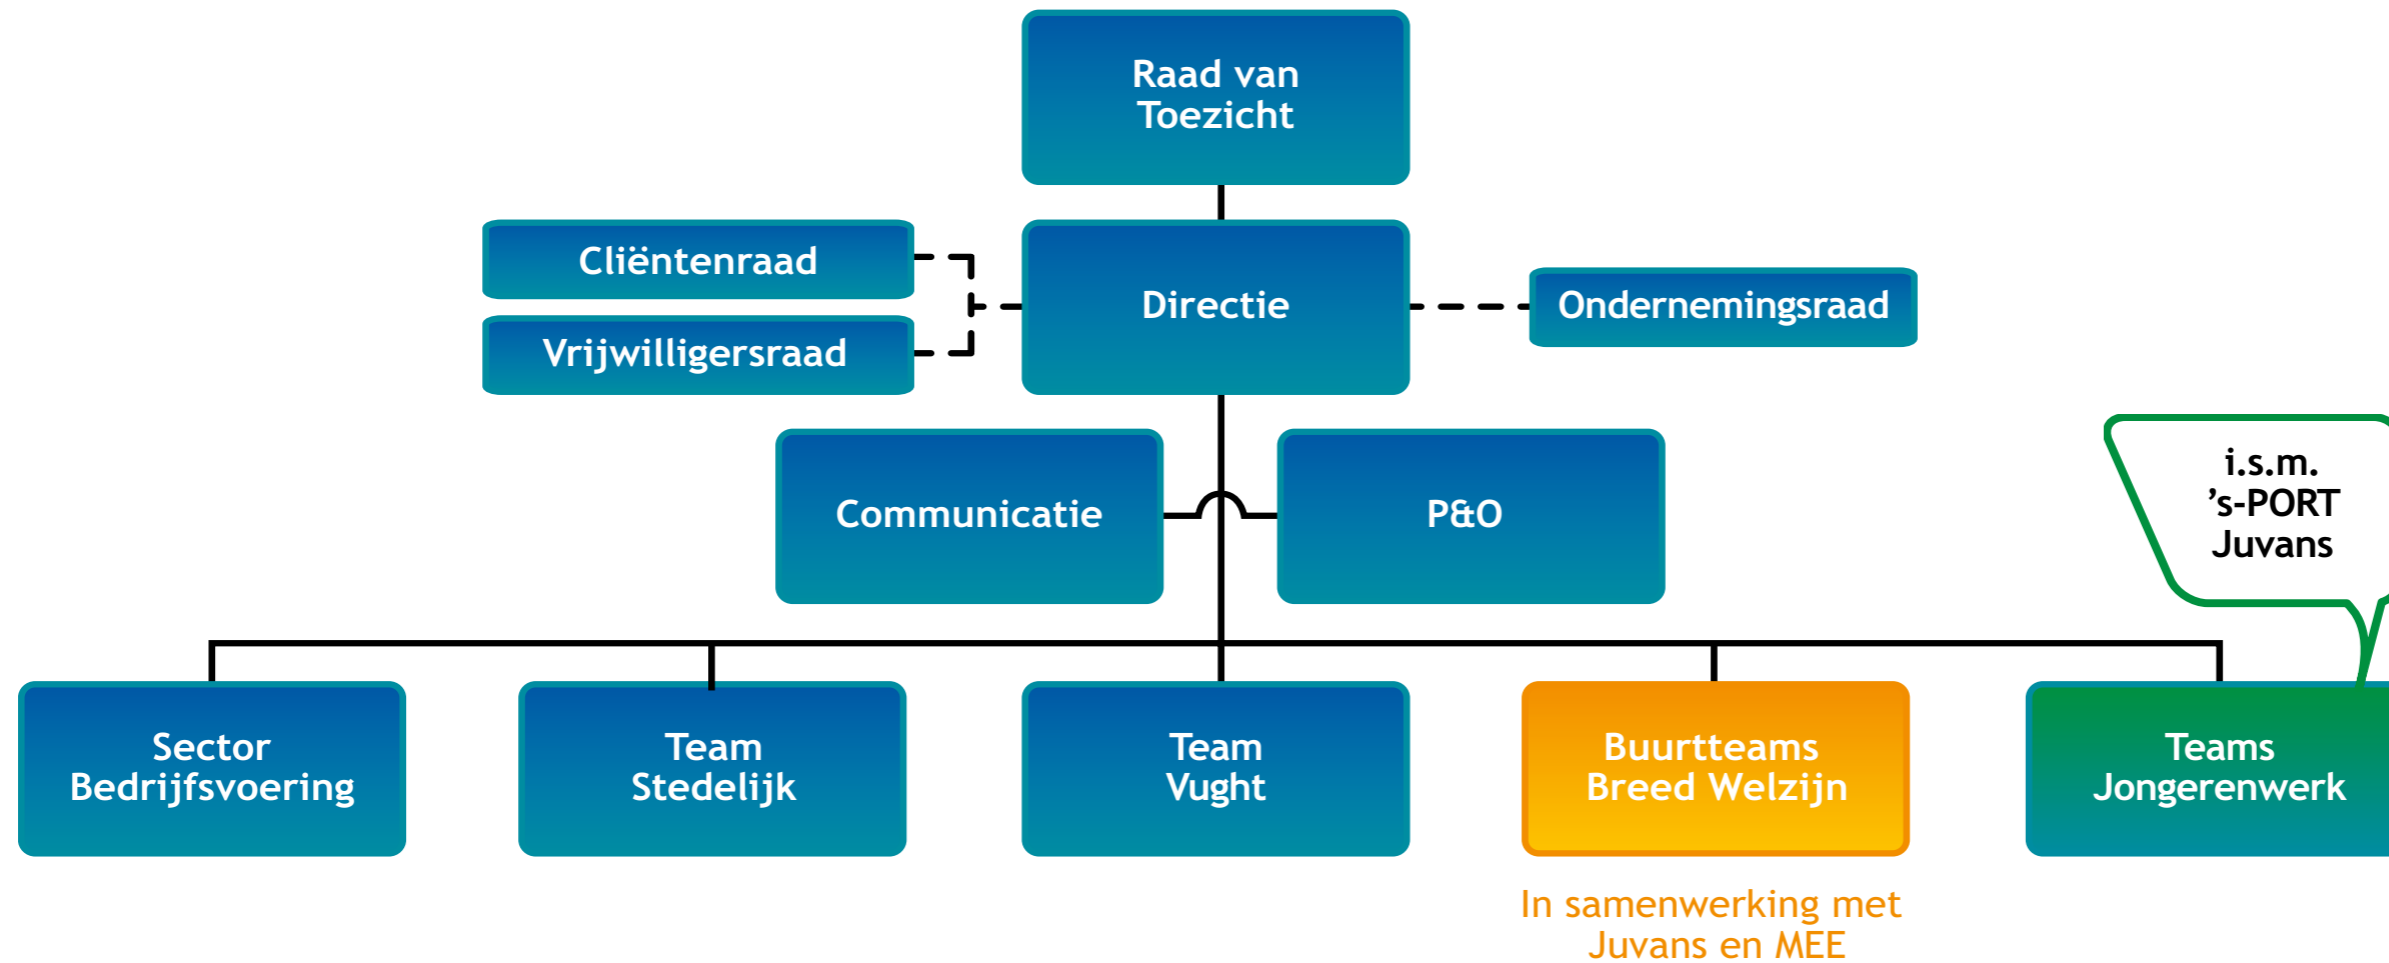 Raad van
Toezicht
Cliëntenraad
Vrijwilligersraad
Directie
Ondernemingsraad
Communicatie
P&O
i.s.m.
’s-PORT
Juvans
Sector
Bedrijfsvoering
Team
Stedelijk
Team
Vught
Buurtteams
Breed Welzijn
Teams
Jongerenwerk
In samenwerking met
Juvans en MEE